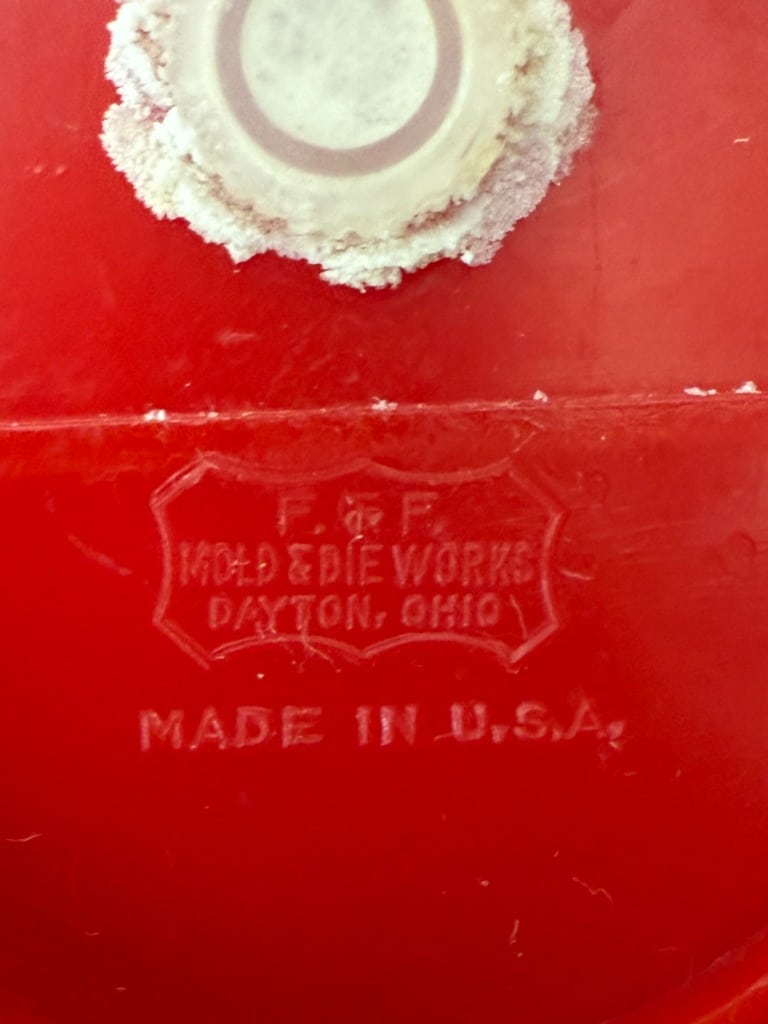 F. & F.
MOLD & DIE WORKS
DAYTON, OHIO
MADE IN U.S.A.